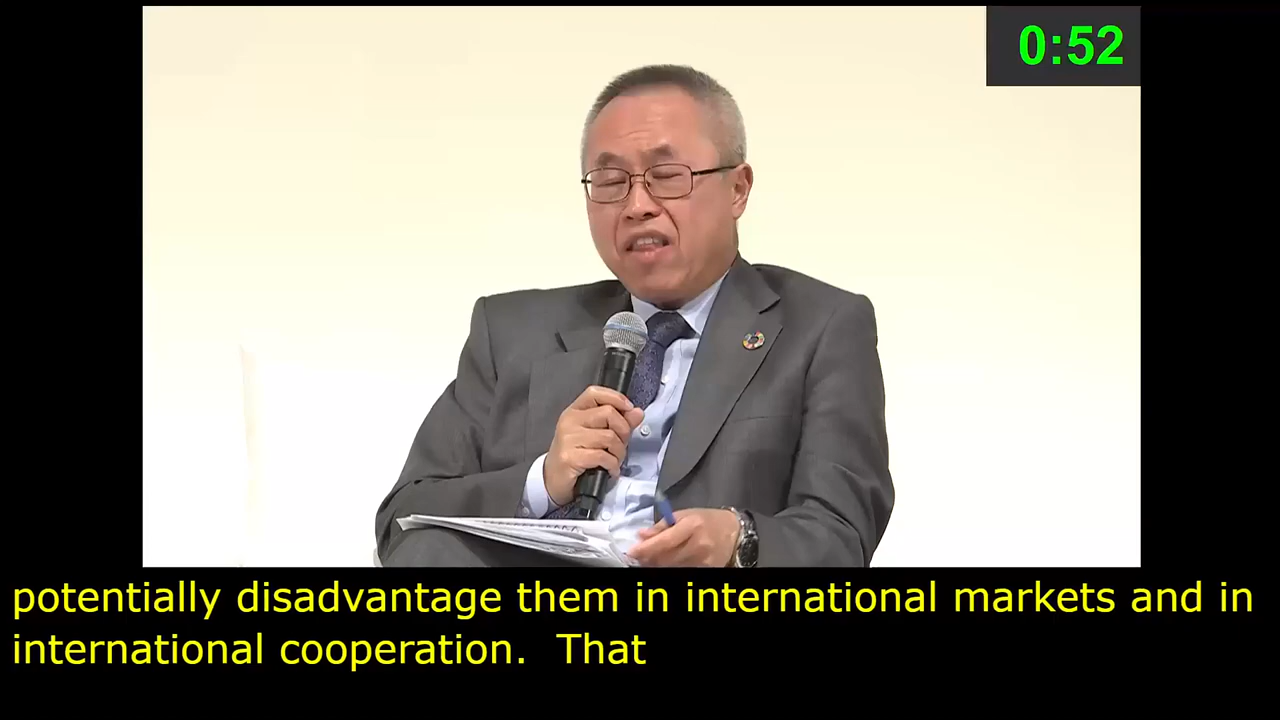 0:52
potentially disadvantage them in international markets and in
international cooperation.  That